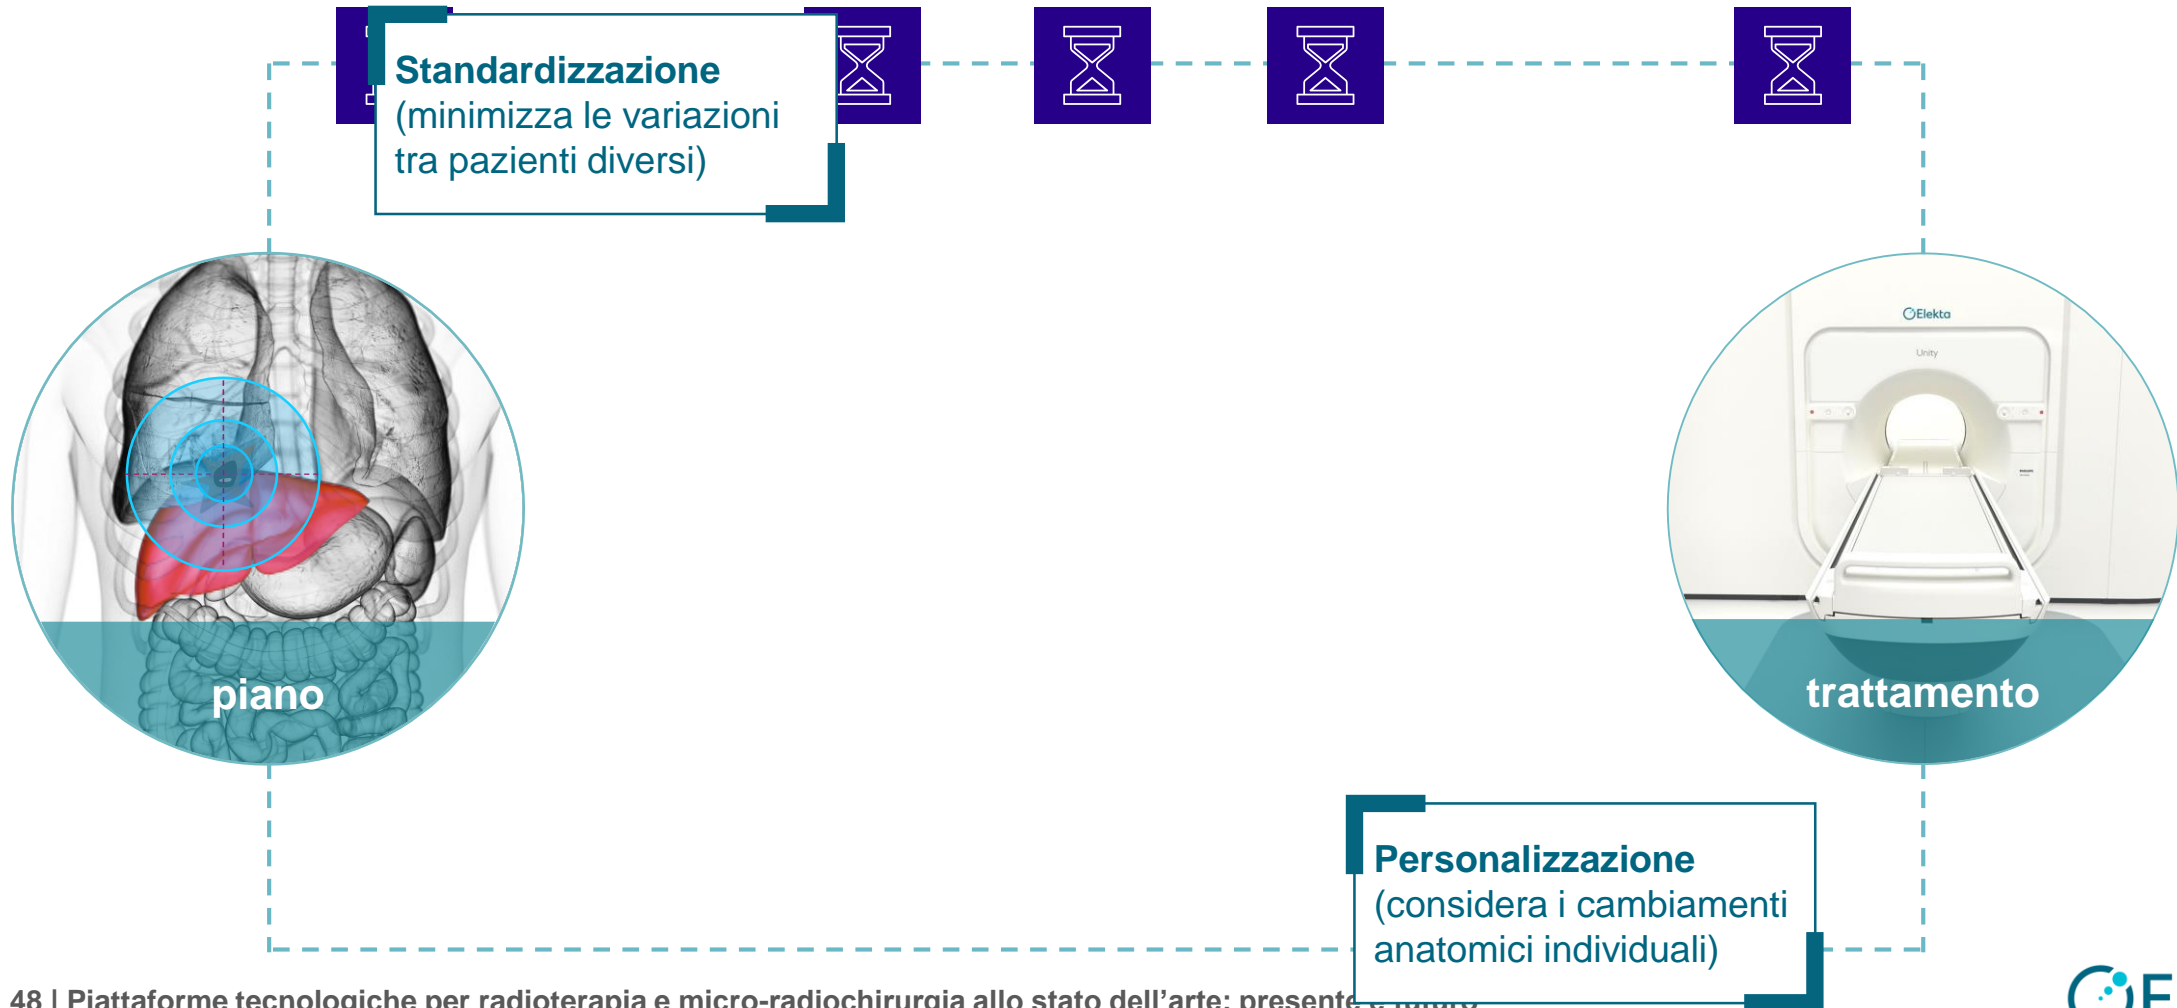 Standardizzazione
(minimizza le variazioni
tra pazienti diversi)
Elekta
Unity
piano
trattamento
Personalizzazione
(considera i cambiamenti
anatomici individuali)
48 | Piattaforme tecnologiche per radioterapia e micro-radiochirurgia allo stato dell'arte: presente e futuro
E